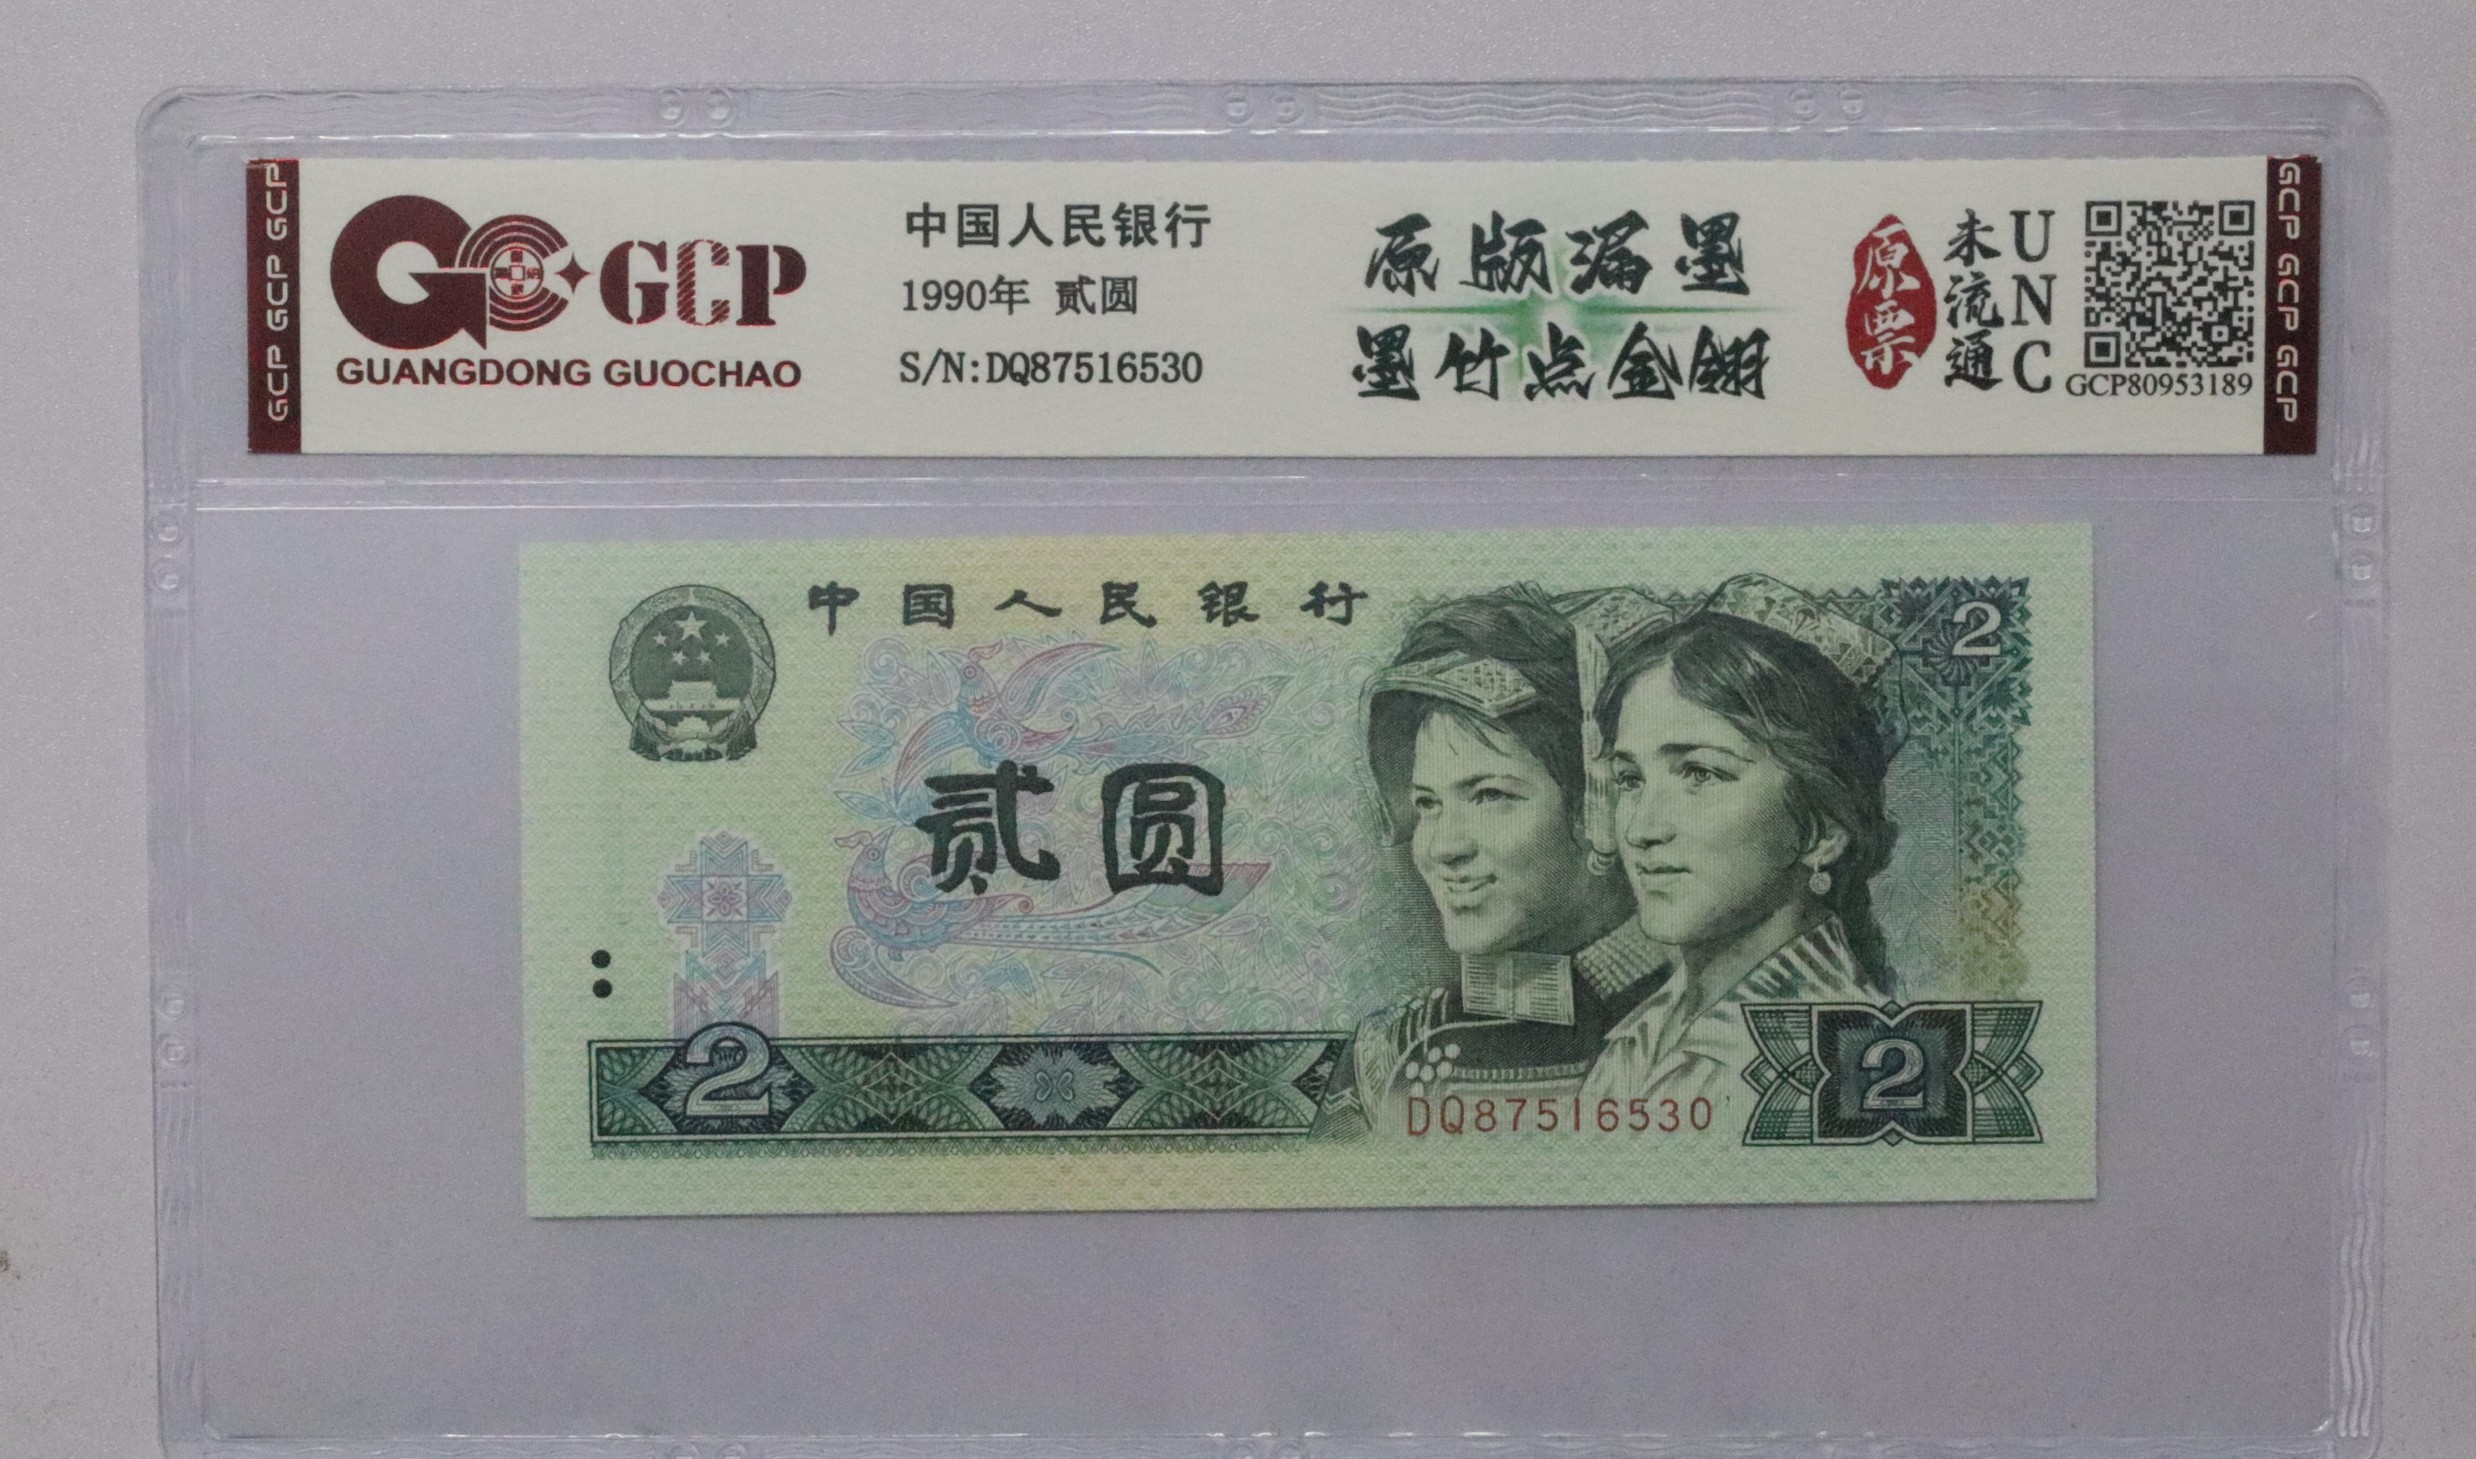 GCP GCP GCP
GCP
GUANGDONG GUOCHAO
中国人民银行
1990年 贰圆
S/N:DQ87516530
原版漏墨
墨竹点金翎
原票
未流通
UNC
GCP80953189
GCP GCP GCP
中国人民银行
2
贰圆
2
DQ87516530
2